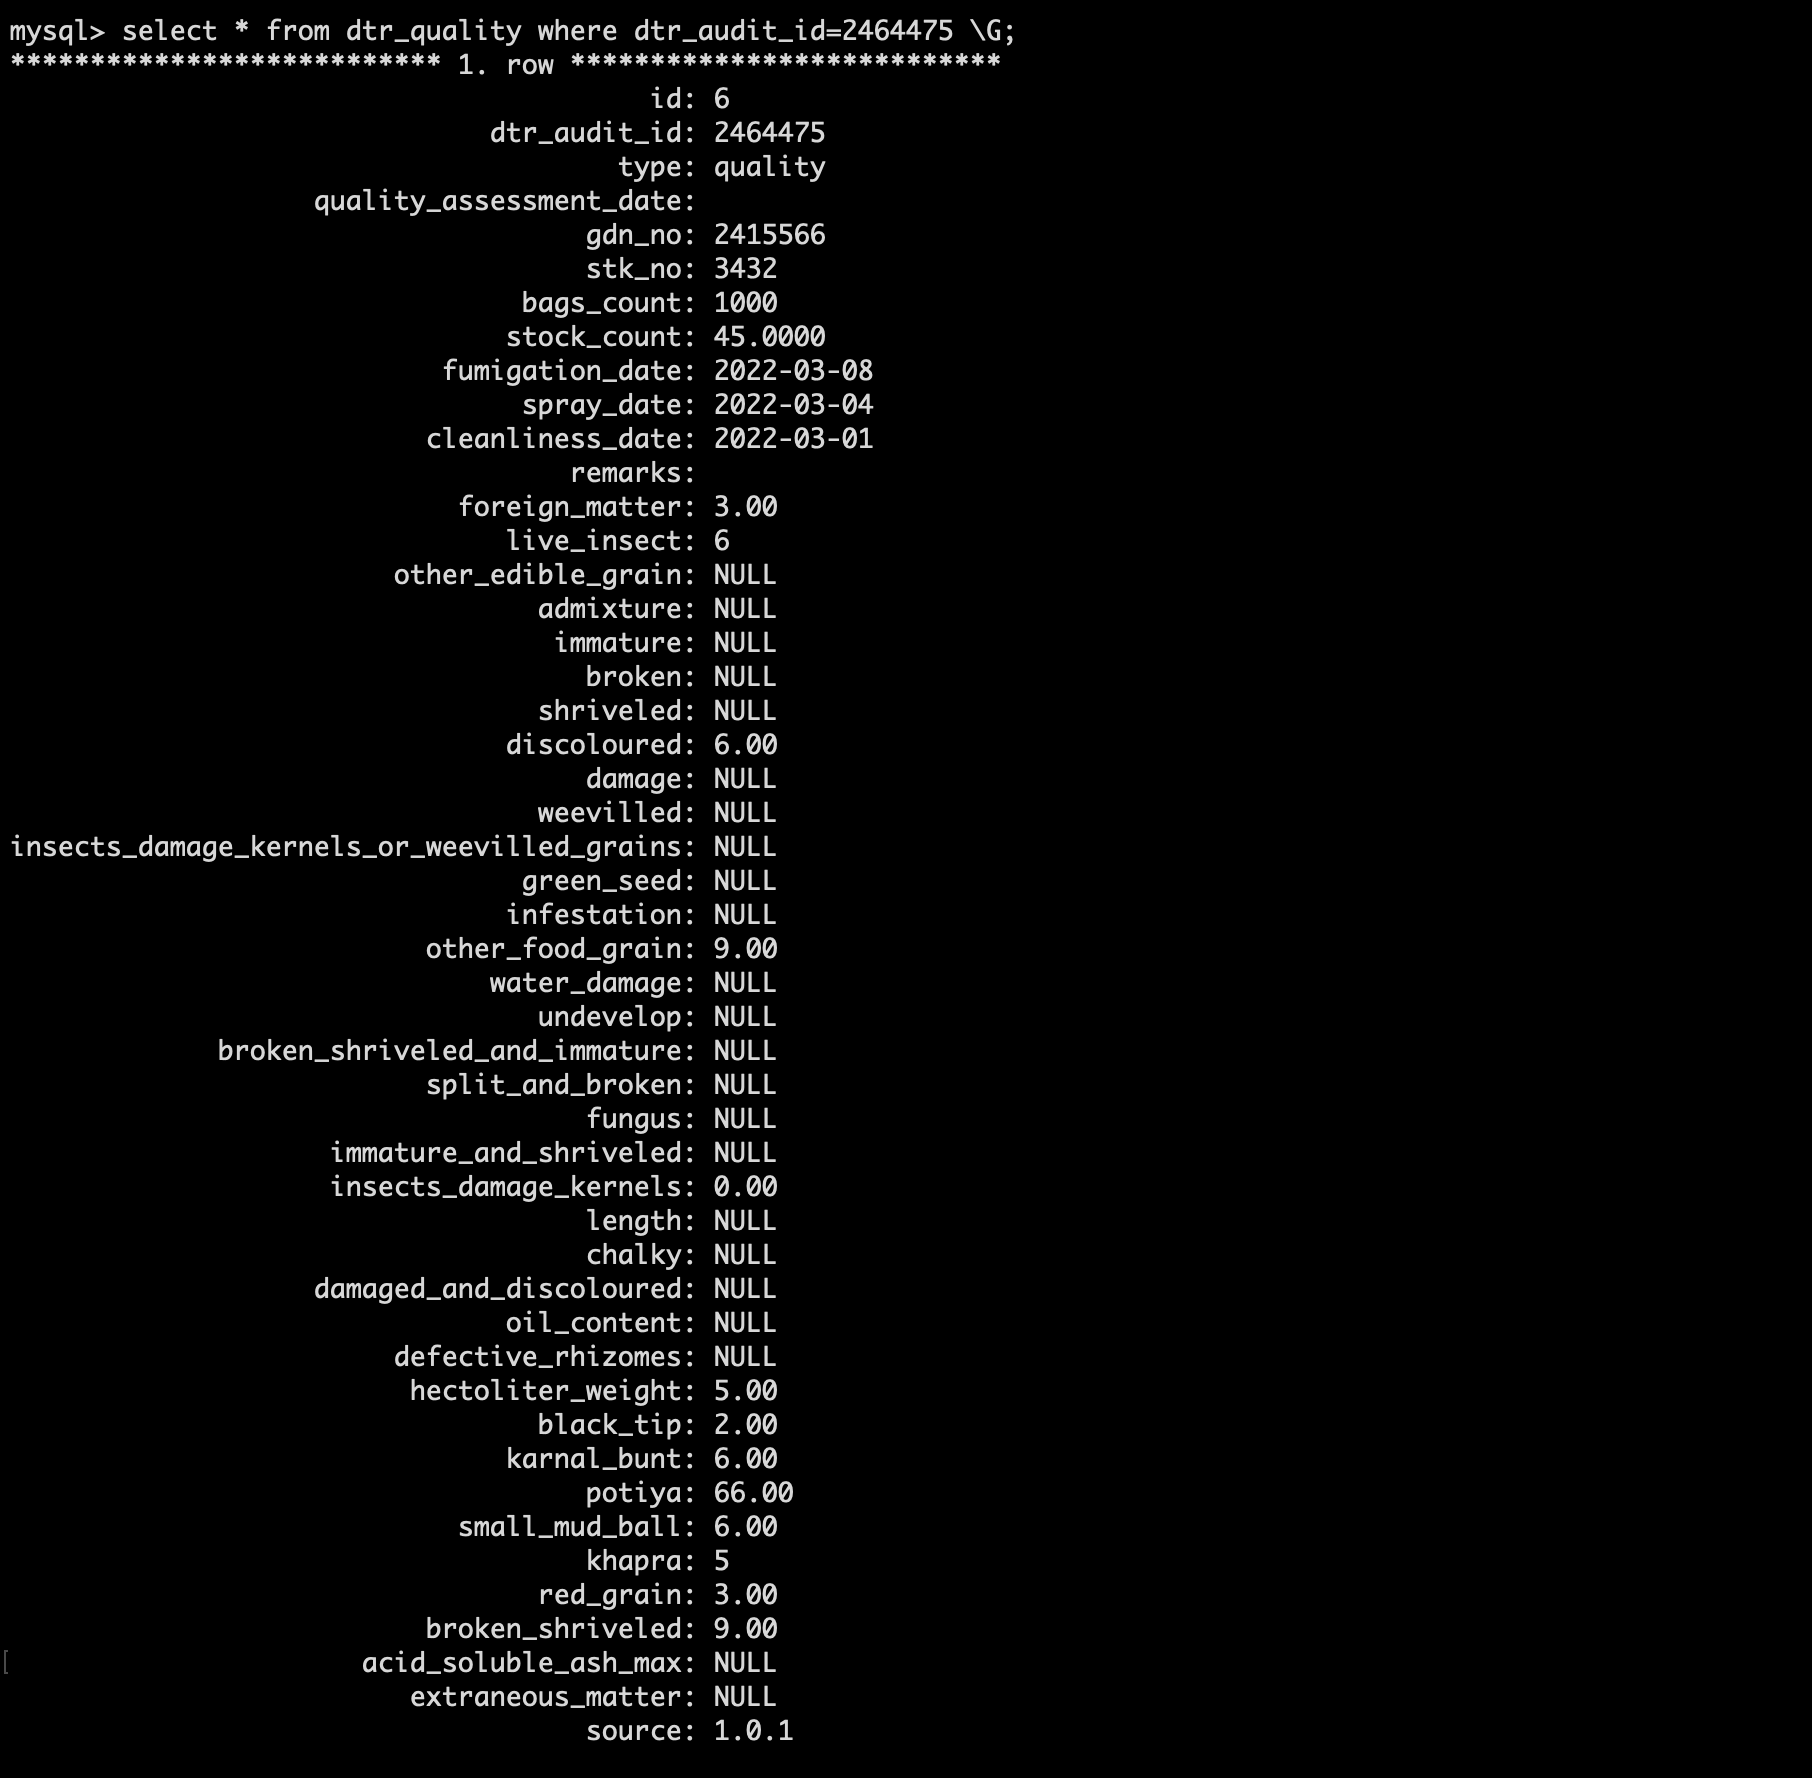 mysql> select * from dtr_quality where dtr_audit_id=2464475 \G;
*************************** 1. row ***************************
id: 6
dtr_audit_id: 2464475
type: quality
quality_assessment_date:
gdn_no: 2415566
stk_no: 3432
bags_count: 1000
stock_count: 45.0000
fumigation_date: 2022-03-08
spray_date: 2022-03-04
cleanliness_date: 2022-03-01
remarks:
foreign_matter: 3.00
live_insect: 6
other_edible_grain: NULL
admixture: NULL
immature: NULL
broken: NULL
shriveled: NULL
discoloured: 6.00
damage: NULL
weevilled: NULL
insects_damage_kernels_or_weevilled_grains: NULL
green_seed: NULL
infestation: NULL
other_food_grain: 9.00
water_damage: NULL
undevelop: NULL
broken_shriveled_and_immature: NULL
split_and_broken: NULL
fungus: NULL
immature_and_shriveled: NULL
insects_damage_kernels: 0.00
length: NULL
chalky: NULL
damaged_and_discoloured: NULL
oil_content: NULL
defective_rhizomes: NULL
hectoliter_weight: 5.00
black_tip: 2.00
karnal_bunt: 6.00
potiya: 66.00
small_mud_ball: 6.00
khapra: 5
red_grain: 3.00
broken_shriveled: 9.00
[ acid_soluble_ash_max: NULL
extraneous_matter: NULL
source: 1.0.1